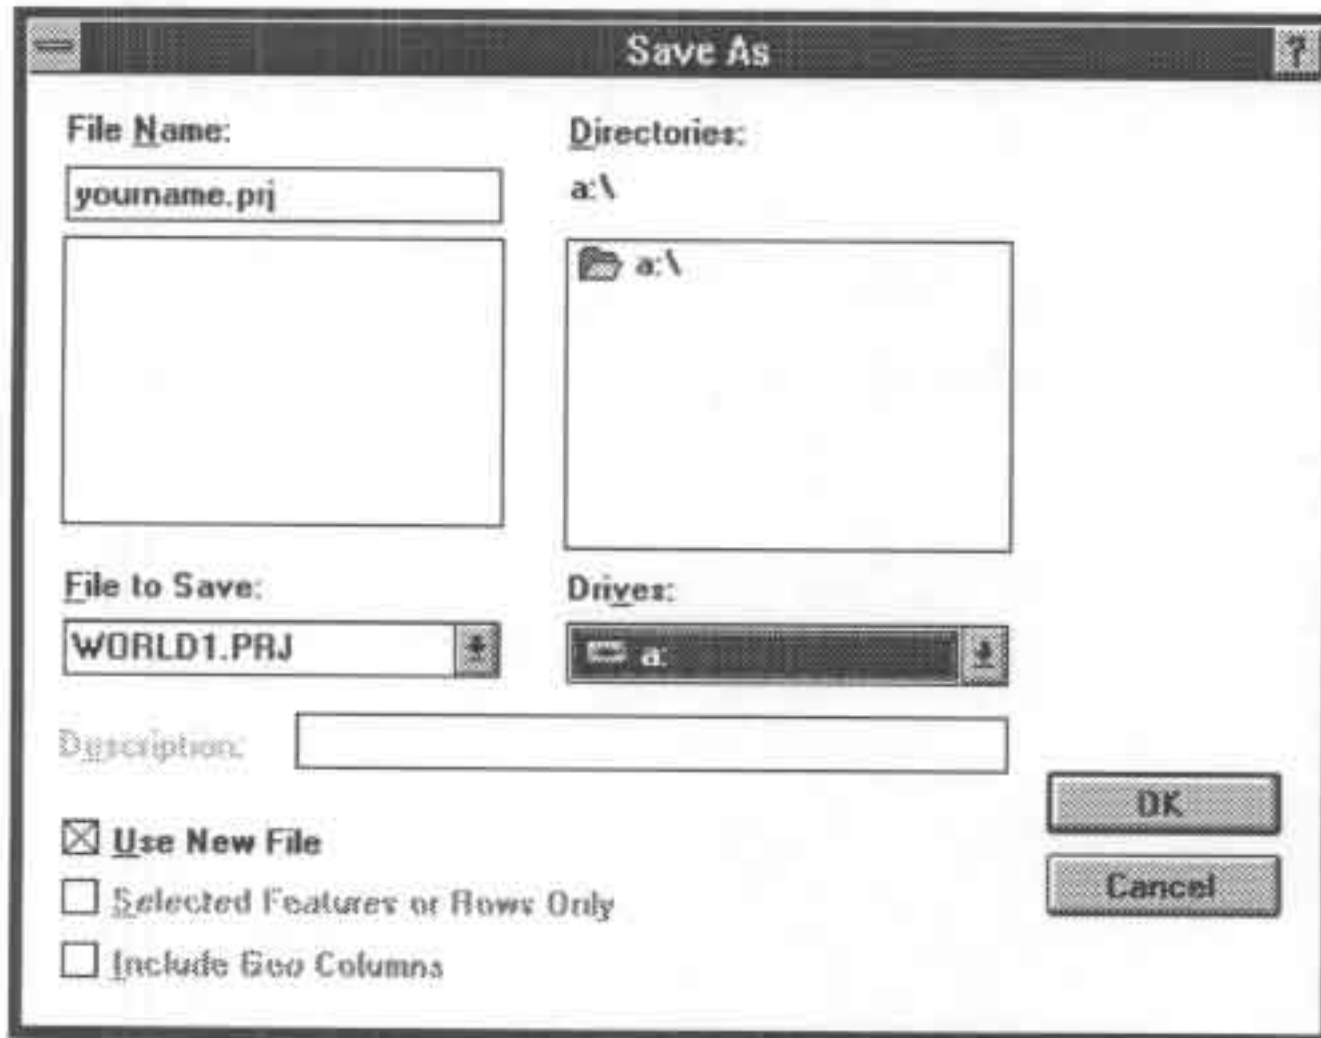 Save As
?
File Name:
yourname.prj
Directories:
a:\
a:\
File to Save:
WORLD1.PRJ
Drives:
a:
Description:
Use New File
Selected Features or Rows Only
Include Geo Columns
OK
Cancel